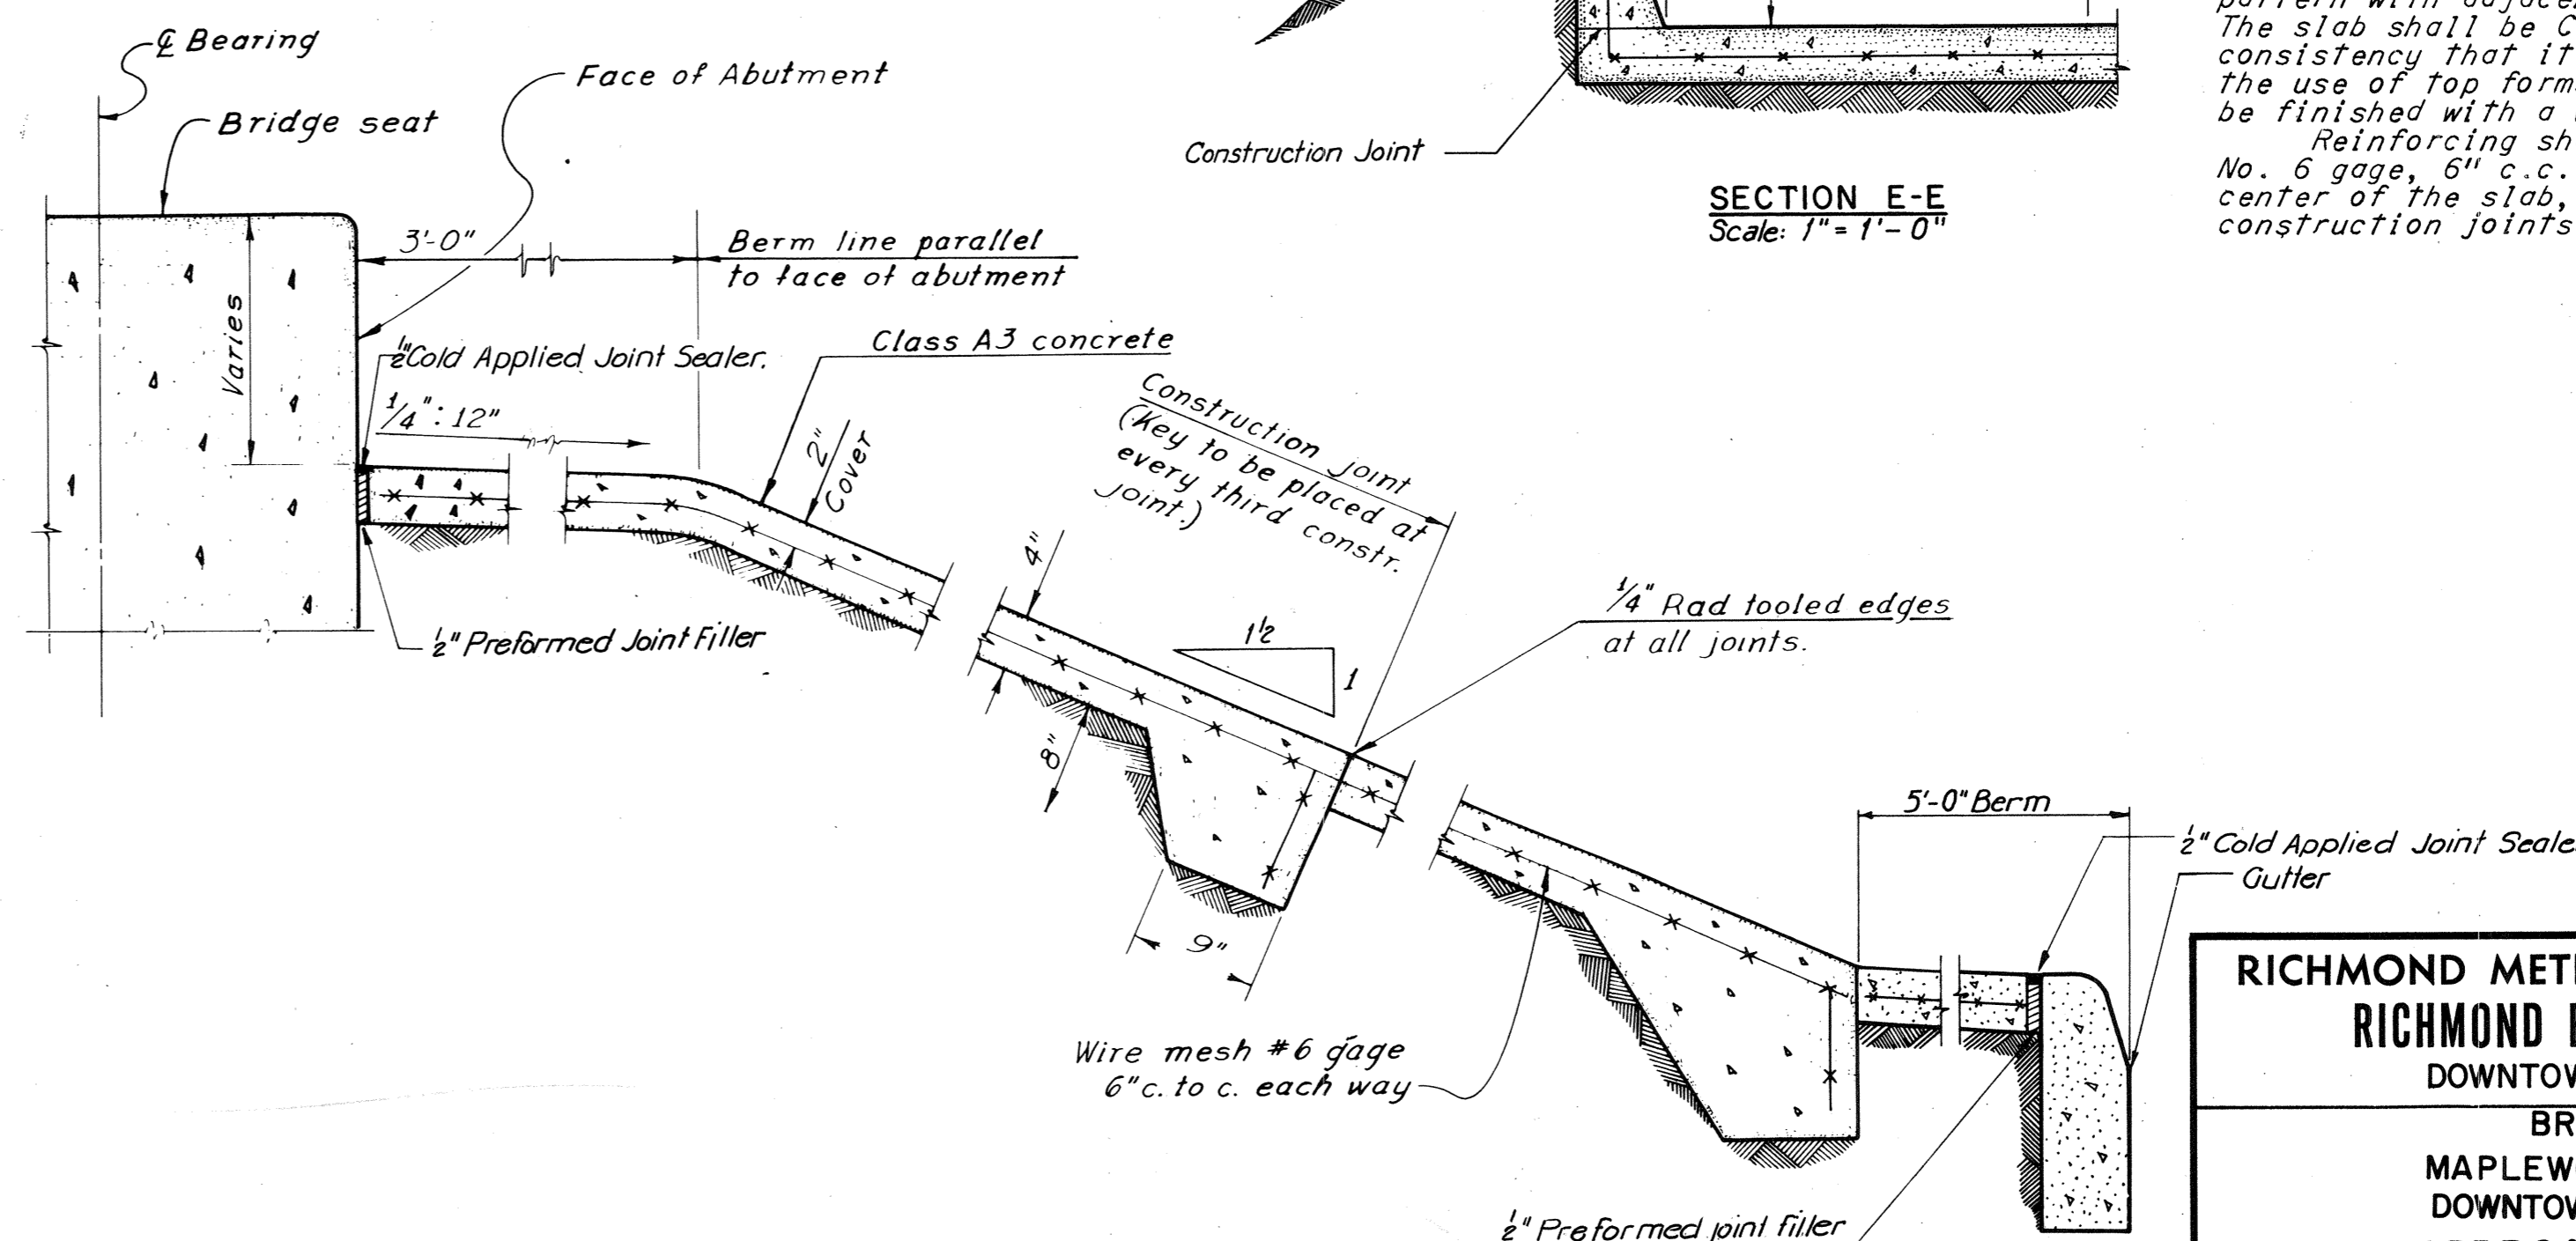 ℄ Bearing
Face of Abutment
Bridge seat
3'-0"
Berm line parallel
to face of abutment
Varies
½" Cold Applied Joint Sealer.
1/4" : 12"
Class A3 concrete
2"
Cover
½" Preformed Joint Filler
Construction joint
(Key to be placed at
every third constr.
joint.)
4"
8"
9"
1½
1
1/4" Rad tooled edges
at all joints.
Wire mesh #6 gage
6" c. to c. each way
5'-0" Berm
½" Cold Applied Joint Seale
Gutter
½" Preformed joint filler
Construction Joint
SECTION E-E
Scale: 1" = 1'-0"
pattern with adjace
The slab shall be C
consistency that it
the use of top form
be finished with a
Reinforcing sh
No. 6 gage, 6" c.c.
center of the slab,
construction joints
RICHMOND MET
RICHMOND
DOWNTOW
BR
MAPLEW
DOWNTOW